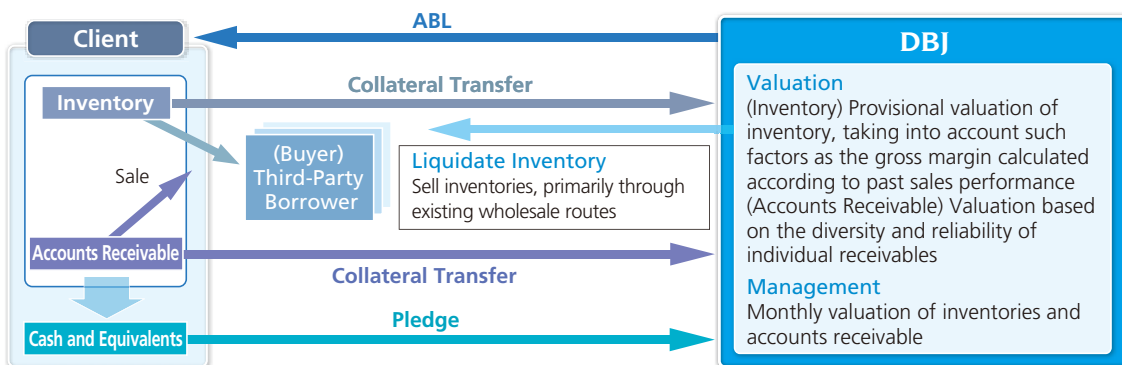 ABL
Client
DBJ
Inventory
Collateral Transfer
(Buyer)
Third-Party
Borrower
Sale
Liquidate Inventory
Sell inventories, primarily through
existing wholesale routes
Accounts Receivable
Collateral Transfer
Cash and Equivalents
Pledge
Valuation
(Inventory) Provisional valuation of
inventory, taking into account such
factors as the gross margin calculated
according to past sales performance
(Accounts Receivable) Valuation based
on the diversity and reliability of
individual receivables
Management
Monthly valuation of inventories and
accounts receivable